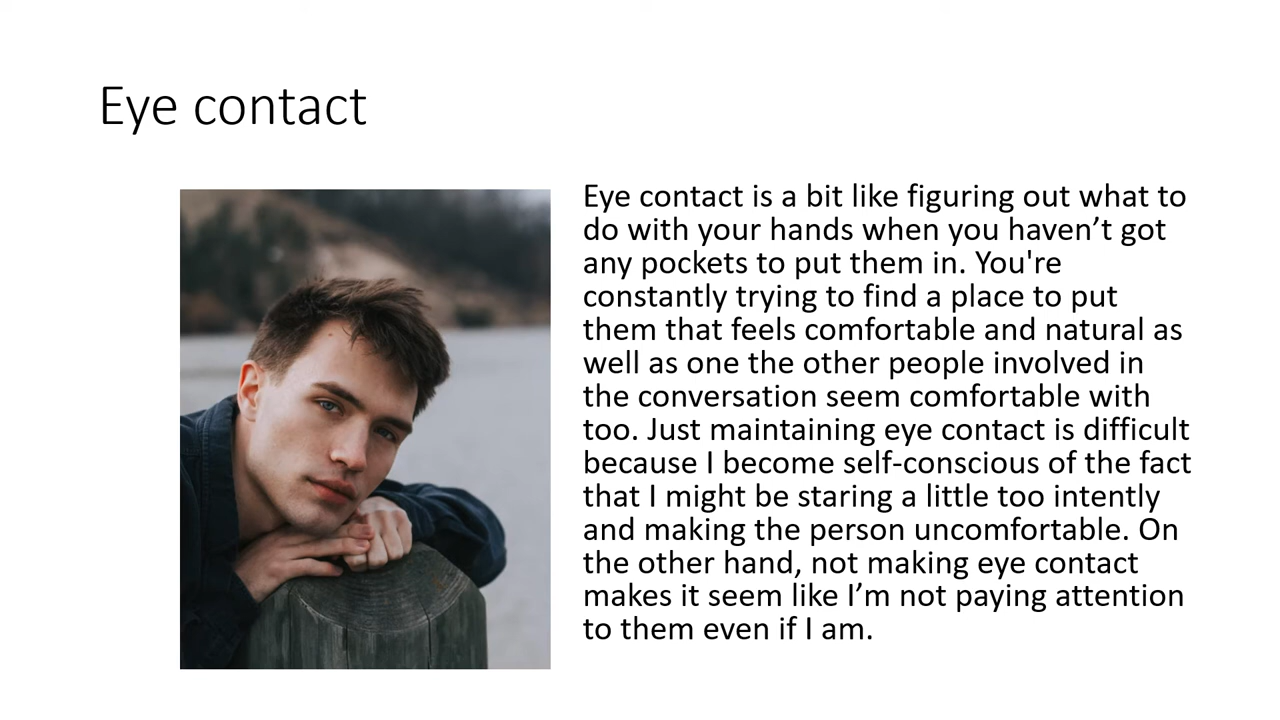 Eye contact
Eye contact is a bit like figuring out what to
do with your hands when you haven’t got
any pockets to put them in. You're
constantly trying to find a place to put
them that feels comfortable and natural as
well as one the other people involved in
the conversation seem comfortable with
too. Just maintaining eye contact is difficult
because I become self-conscious of the fact
that I might be staring a little too intently
and making the person uncomfortable. On
the other hand, not making eye contact
makes it seem like I’m not paying attention
to them even if I am.